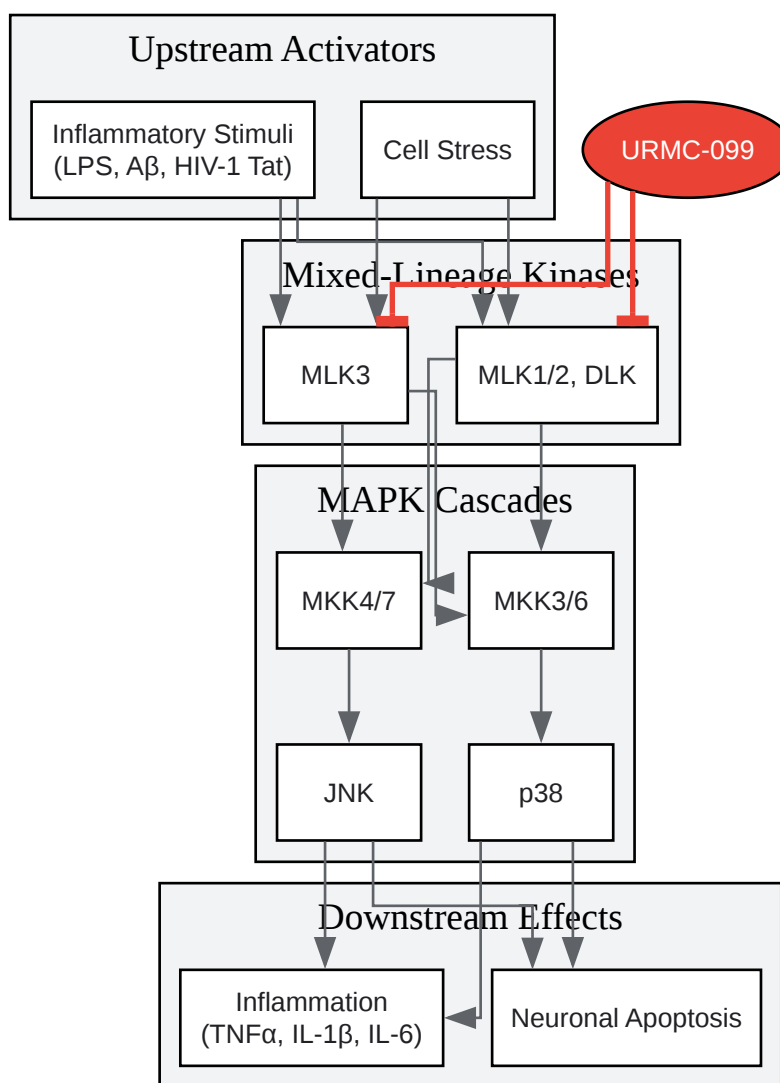 Upstream Activators
Inflammatory Stimuli
(LPS, Aβ, HIV-1 Tat)
Cell Stress
URMC-099
Mixed-Lineage Kinases
MLK3
MLK1/2, DLK
MAPK Cascades
MKK4/7
MKK3/6
JNK
p38
Downstream Effects
Inflammation
(TNFα, IL-1β, IL-6)
Neuronal Apoptosis